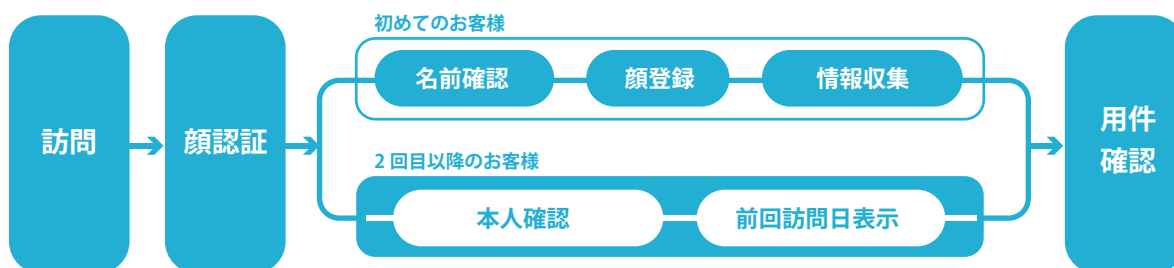 訪問
顔認証
初めてのお客様
名前確認
顔登録
情報収集
2 回目以降のお客様
本人確認
前回訪問日表示
用件
確認